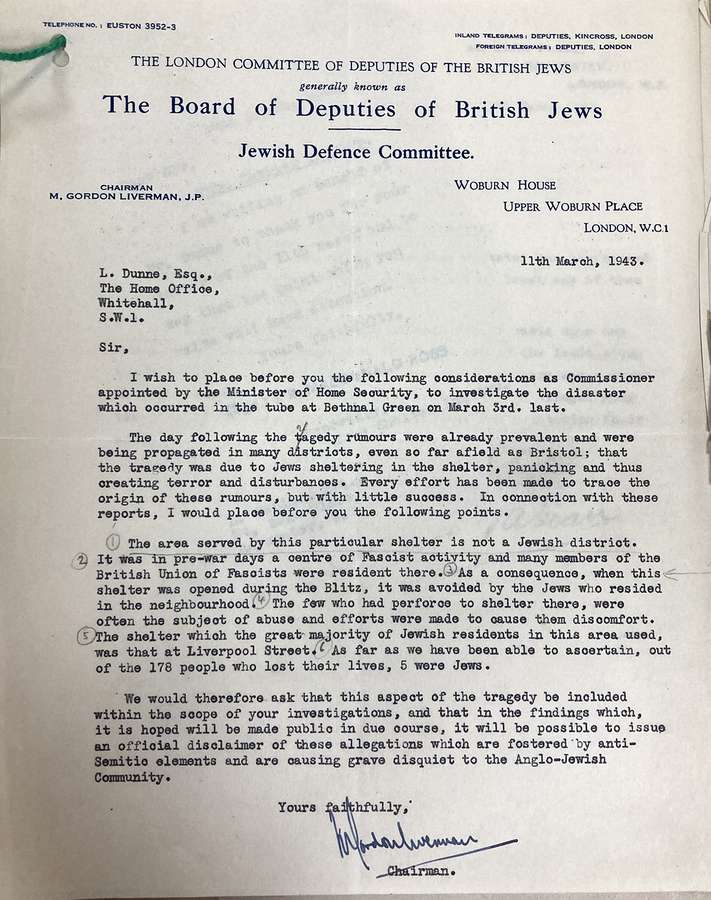 TELEPHONE NO.: EUSTON 3952-3
INLAND TELEGRAMS: DEPUTIES, KINCROSS, LONDON
FOREIGN TELEGRAMS: DEPUTIES, LONDON
THE LONDON COMMITTEE OF DEPUTIES OF THE BRITISH JEWS
generally known as
The Board of Deputies of British Jews
Jewish Defence Committee.
CHAIRMAN
M. GORDON LIVERMAN, J.P.
WOBURN HOUSE
UPPER WOBURN PLACE
LONDON, W.C.1
11th March, 1943.
L. Dunne, Esq.,
The Home Office,
Whitehall,
S.W.1.
Sir,
I wish to place before you the following considerations as Commissioner
appointed by the Minister of Home Security, to investigate the disaster
which occurred in the tube at Bethnal Green on March 3rd. last.
The day following the tragedy rumours were already prevalent and were
being propagated in many districts, even so far afield as Bristol; that
the tragedy was due to Jews sheltering in the shelter, panicking and thus
creating terror and disturbances. Every effort has been made to trace the
origin of these rumours, but with little success. In connection with these
reports, I would place before you the following points.
(1) The area served by this particular shelter is not a Jewish district.
(2) It was in pre-war days a centre of Fascist activity and many members of the
British Union of Fascists were resident there. (3) As a consequence, when this
shelter was opened during the Blitz, it was avoided by the Jews who resided
in the neighbourhood. (4) The few who had perforce to shelter there, were
often the subject of abuse and efforts were made to cause them discomfort.
(5) The shelter which the great majority of Jewish residents in this area used,
was that at Liverpool Street. (6) As far as we have been able to ascertain, out
of the 178 people who lost their lives, 5 were Jews.
We would therefore ask that this aspect of the tragedy be included
within the scope of your investigations, and that in the findings which,
it is hoped will be made public in due course, it will be possible to issue
an official disclaimer of these allegations which are fostered by anti-
Semitic elements and are causing grave disquiet to the Anglo-Jewish
Community.
Yours faithfully,
M Gordon Liverman
Chairman.